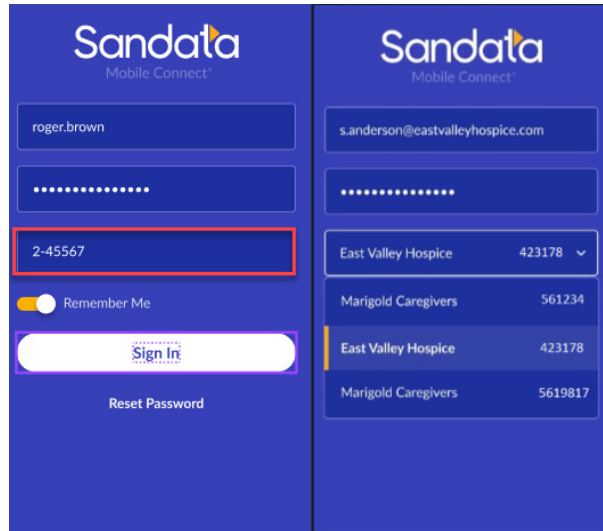 Sandata
Mobile Connect®
roger.brown
•••••••••••••••
2-45567
Remember Me
Sign In
Reset Password
Sandata
Mobile Connect®
s.anderson@eastvalleyhospice.com
•••••••••••••••
East Valley Hospice 423178
Marigold Caregivers 561234
East Valley Hospice 423178
Marigold Caregivers 5619817